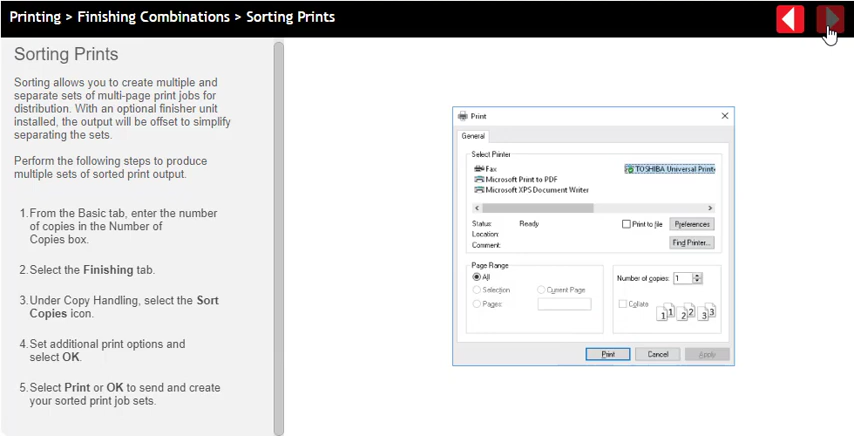 Printing > Finishing Combinations > Sorting Prints
Sorting Prints
Sorting allows you to create multiple and
separate sets of multi-page print jobs for
distribution. With an optional finisher unit
installed, the output will be offset to simplify
separating the sets.
Perform the following steps to produce
multiple sets of sorted print output.
1. From the Basic tab, enter the number
of copies in the Number of
Copies box.
2. Select the Finishing tab.
3. Under Copy Handling, select the Sort
Copies icon.
4. Set additional print options and
select OK.
5. Select Print or OK to send and create
your sorted print job sets.
Print
General
Select Printer
Fax
TOSHIBA Universal Printe
Microsoft Print to PDF
Microsoft XPS Document Writer
Status: Ready
Print to file
Preferences
Location:
Comment:
Find Printer...
Page Range
All
Selection
Current Page
Pages
Number of copies: 1
Collate
1 1 2 2 3 3
Print
Cancel
Apply